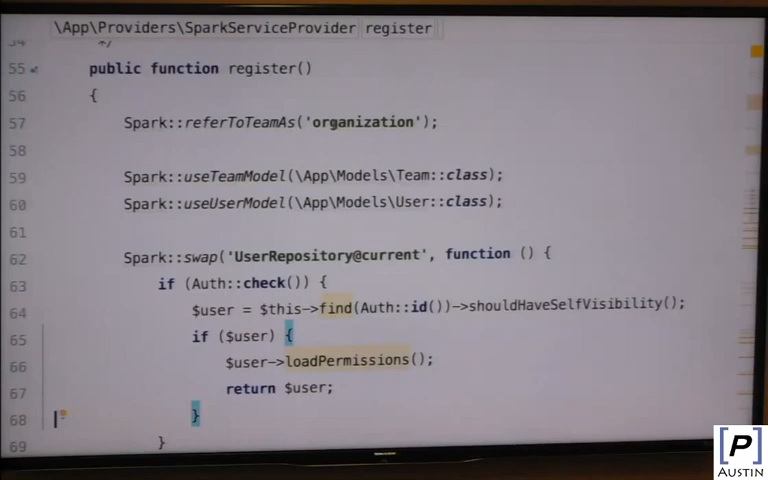 \App\Providers\SparkServiceProvider register
54 */
55 public function register()
56 {
57 Spark::referToTeamAs('organization');
58
59 Spark::useTeamModel(\App\Models\Team::class);
60 Spark::useUserModel(\App\Models\User::class);
61
62 Spark::swap('UserRepository@current', function () {
63 if (Auth::check()) {
64 $user = $this->find(Auth::id())->shouldHaveSelfVisibility();
65 if ($user) {
66 $user->loadPermissions();
67 return $user;
68 }
69 }
[P]
AUSTIN